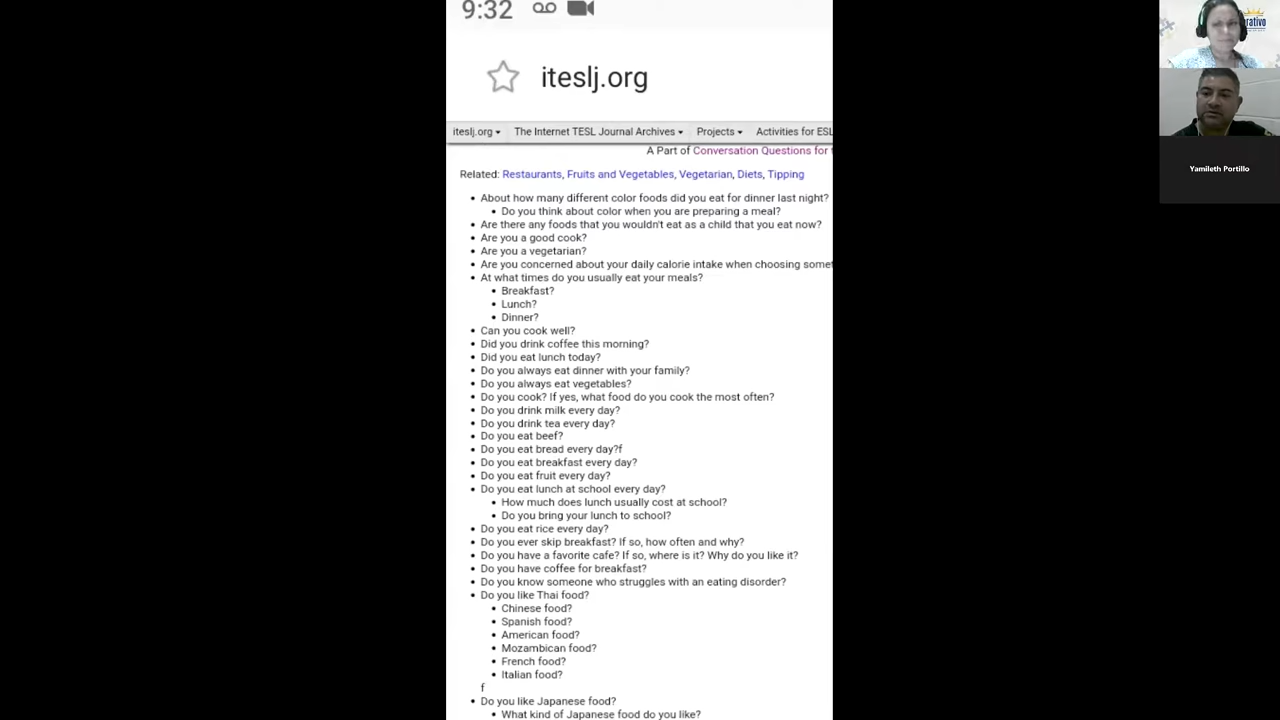 9:32
iteslj.org
rativo
iteslj.org
The Internet TESL Journal Archives
Projects
Activities for ESL
A Part of Conversation Questions for
Related: Restaurants, Fruits and Vegetables, Vegetarian, Diets, Tipping
Yamileth Portillo
• About how many different color foods did you eat for dinner last night?
• Do you think about color when you are preparing a meal?
• Are there any foods that you wouldn't eat as a child that you eat now?
• Are you a good cook?
• Are you a vegetarian?
• Are you concerned about your daily calorie intake when choosing somet
• At what times do you usually eat your meals?
• Breakfast?
• Lunch?
• Dinner?
• Can you cook well?
• Did you drink coffee this morning?
• Did you eat lunch today?
• Do you always eat dinner with your family?
• Do you always eat vegetables?
• Do you cook? If yes, what food do you cook the most often?
• Do you drink milk every day?
• Do you drink tea every day?
• Do you eat beef?
• Do you eat bread every day?f
• Do you eat breakfast every day?
• Do you eat fruit every day?
• Do you eat lunch at school every day?
• How much does lunch usually cost at school?
• Do you bring your lunch to school?
• Do you eat rice every day?
• Do you ever skip breakfast? If so, how often and why?
• Do you have a favorite cafe? If so, where is it? Why do you like it?
• Do you have coffee for breakfast?
• Do you know someone who struggles with an eating disorder?
• Do you like Thai food?
• Chinese food?
• Spanish food?
• American food?
• Mozambican food?
• French food?
• Italian food?
f
• Do you like Japanese food?
• What kind of Japanese food do you like?